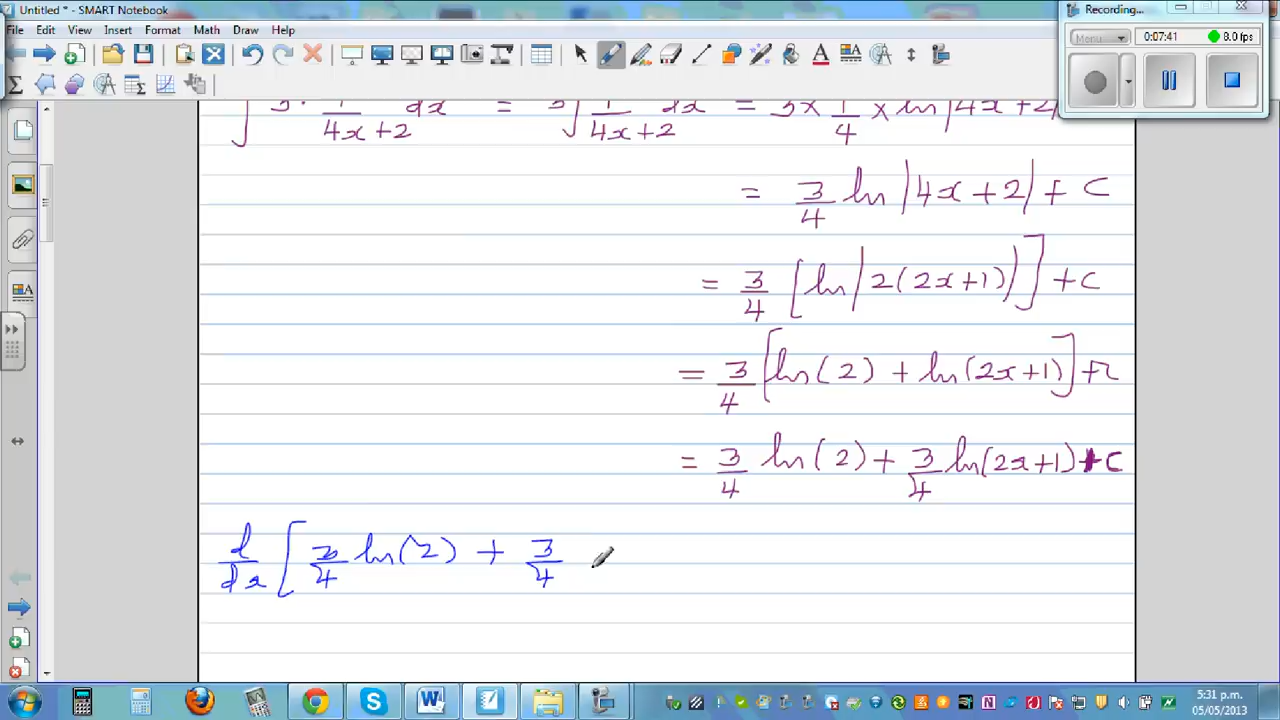 Untitled * - SMART Notebook
Recording...
File Edit View Insert Format Math Draw Help
Menu
0:07:41
8.0 fps
∫ 3 · 1/(4x+2) dx = 3∫ 1/(4x+2) dx = 3 × 1/4 × ln|4x+2|
= 3/4 ln|4x+2| + C
= 3/4 [ln|2(2x+1)|] + C
= 3/4 [ln(2) + ln(2x+1)] + C
= 3/4 ln(2) + 3/4 ln(2x+1) + C
d/dx [3/4 ln(2) + 3/4
5:31 p.m.
05/05/2013